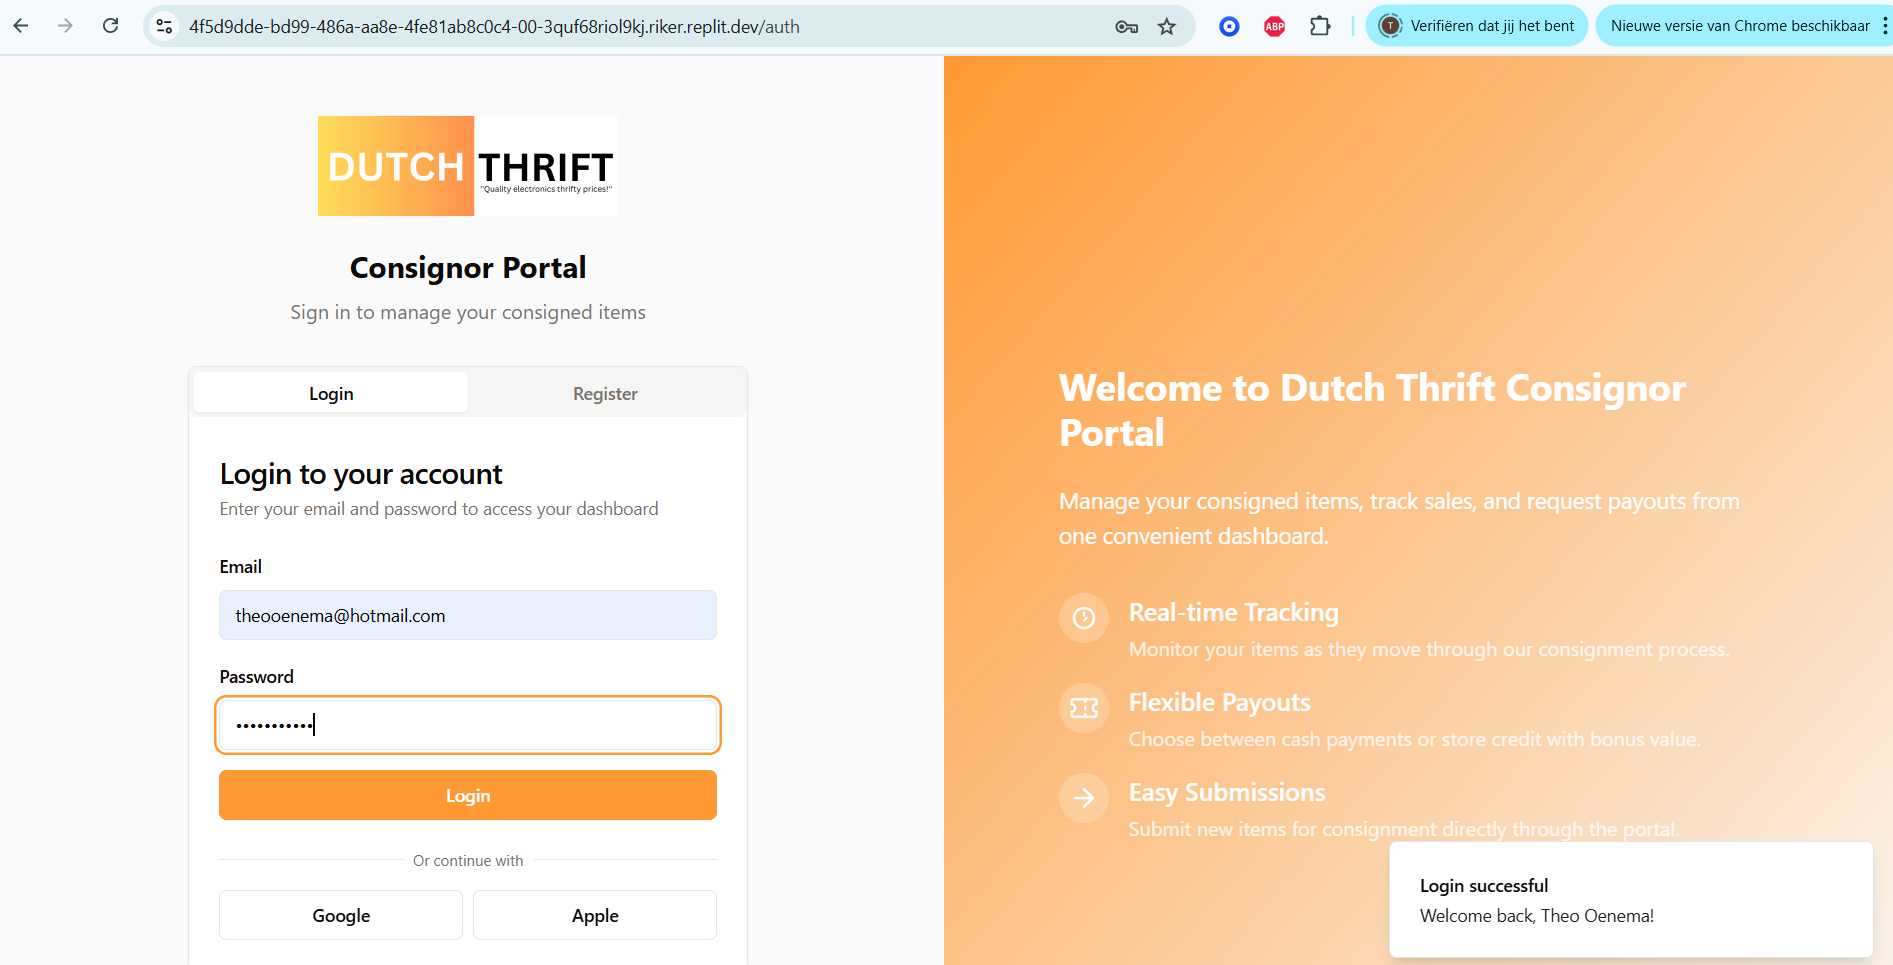 4f5d9dde-bd99-486a-aa8e-4fe81ab8c0c4-00-3quf68riol9kj.riker.replit.dev/auth
ABP
T
Verifiëren dat jij het bent
Nieuwe versie van Chrome beschikbaar
DUTCH THRIFT
"Quality electronics thrifty prices!"
Consignor Portal
Sign in to manage your consigned items
Login
Register
Login to your account
Enter your email and password to access your dashboard
Email
theooenema@hotmail.com
Password
Login
Or continue with
Google
Apple
Welcome to Dutch Thrift Consignor
Portal
Manage your consigned items, track sales, and request payouts from
one convenient dashboard.
Real-time Tracking
Monitor your items as they move through our consignment process.
Flexible Payouts
Choose between cash payments or store credit with bonus value.
Easy Submissions
Submit new items for consignment directly through the portal.
Login successful
Welcome back, Theo Oenema!